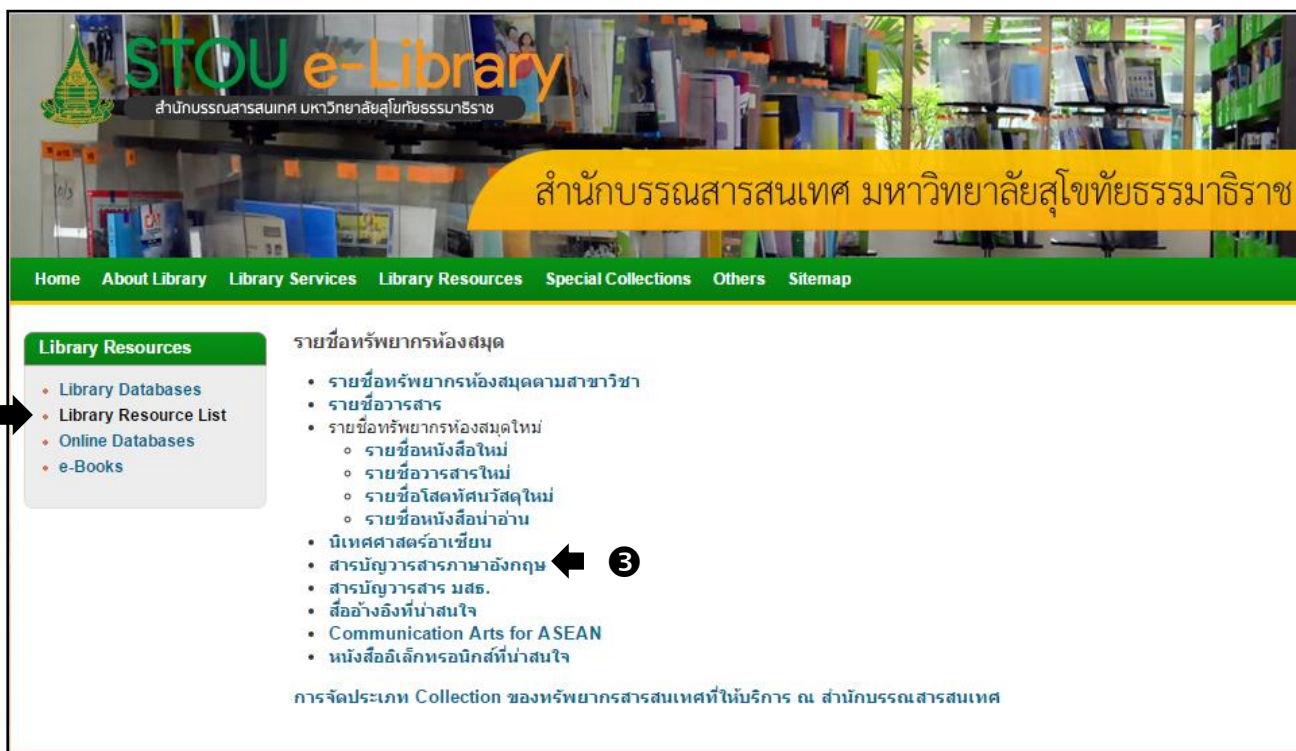 STOU e-Library
สำนักบรรณสารสนเทศ มหาวิทยาลัยสุโขทัยธรรมาธิราช
สำนักบรรณสารสนเทศ มหาวิทยาลัยสุโขทัยธรรมาธิราช
Home About Library Library Services Library Resources Special Collections Others Sitemap
Library Resources
Library Databases
Library Resource List
Online Databases
e-Books
รายชื่อทรัพยากรห้องสมุด
รายชื่อทรัพยากรห้องสมุดตามสาขาวิชา
รายชื่อวารสาร
รายชื่อทรัพยากรห้องสมุดใหม่
รายชื่อหนังสือใหม่
รายชื่อวารสารใหม่
รายชื่อโสตทัศนวัสดุใหม่
รายชื่อหนังสือน่าอ่าน
นิเทศศาสตร์อาเซียน
สารบัญวารสารภาษาอังกฤษ ❸
สารบัญวารสาร มสธ.
สื่ออ้างอิงที่น่าสนใจ
Communication Arts for ASEAN
หนังสืออิเล็กทรอนิกส์ที่น่าสนใจ
การจัดประเภท Collection ของทรัพยากรสารสนเทศที่ให้บริการ ณ สำนักบรรณสารสนเทศ